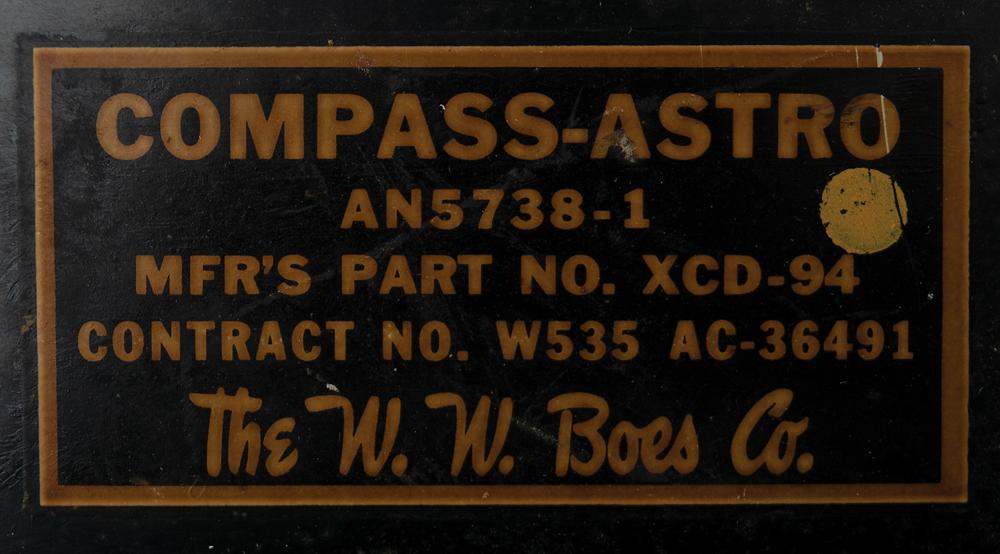 COMPASS-ASTRO
AN5738-1
MFR'S PART NO. XCD-94
CONTRACT NO. W535 AC-36491
The W. W. Boes Co.